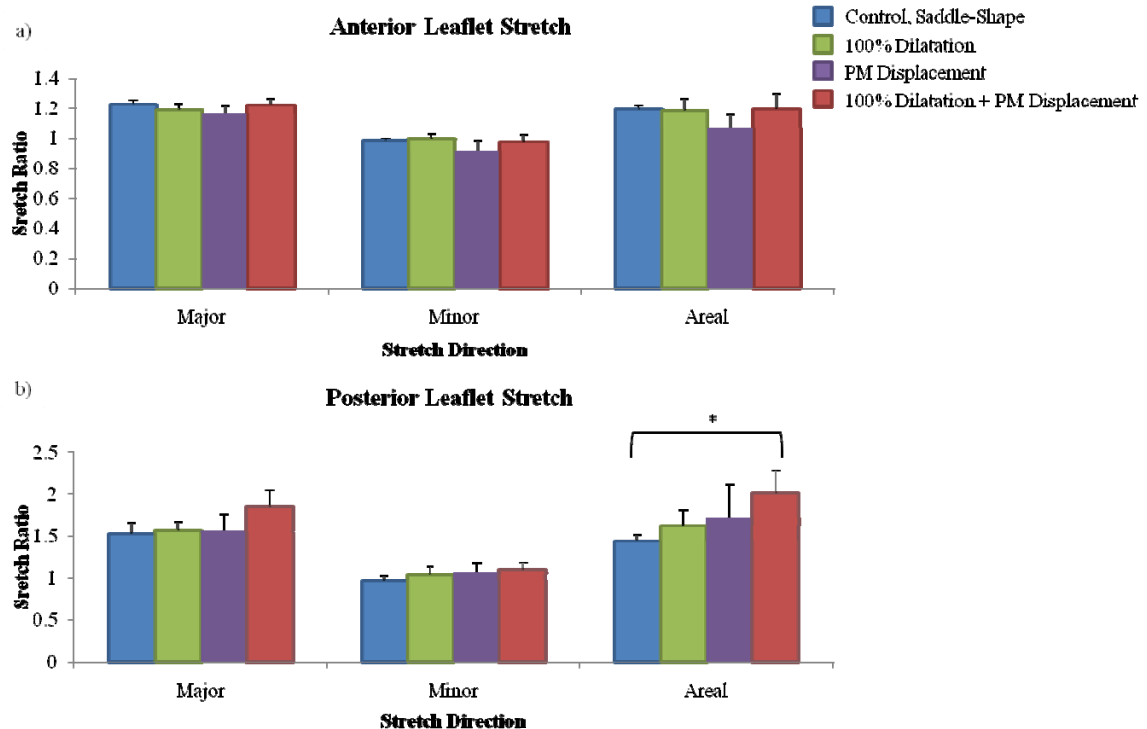 a)
Anterior Leaflet Stretch
Control, Saddle-Shape
100% Dilatation
PM Displacement
100% Dilatation + PM Displacement
1.4
1.2
1
0.8
0.6
0.4
0.2
0
Sretch Ratio
Major
Minor
Areal
Stretch Direction
b)
Posterior Leaflet Stretch
*
2.5
2
1.5
1
0.5
0
Sretch Ratio
Major
Minor
Areal
Stretch Direction